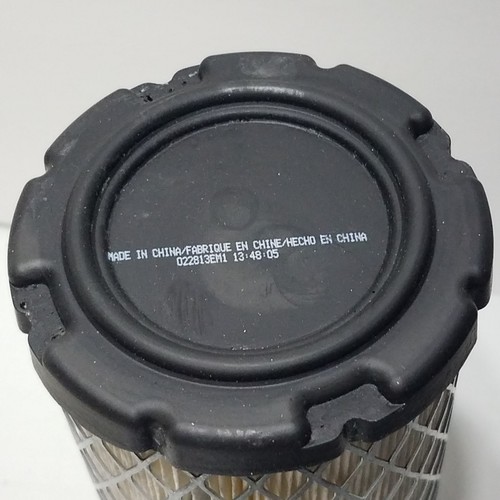 MADE IN CHINA/FABRIQUE EN CHINE/HECHO EN CHINA
022813EM1 13:48:05